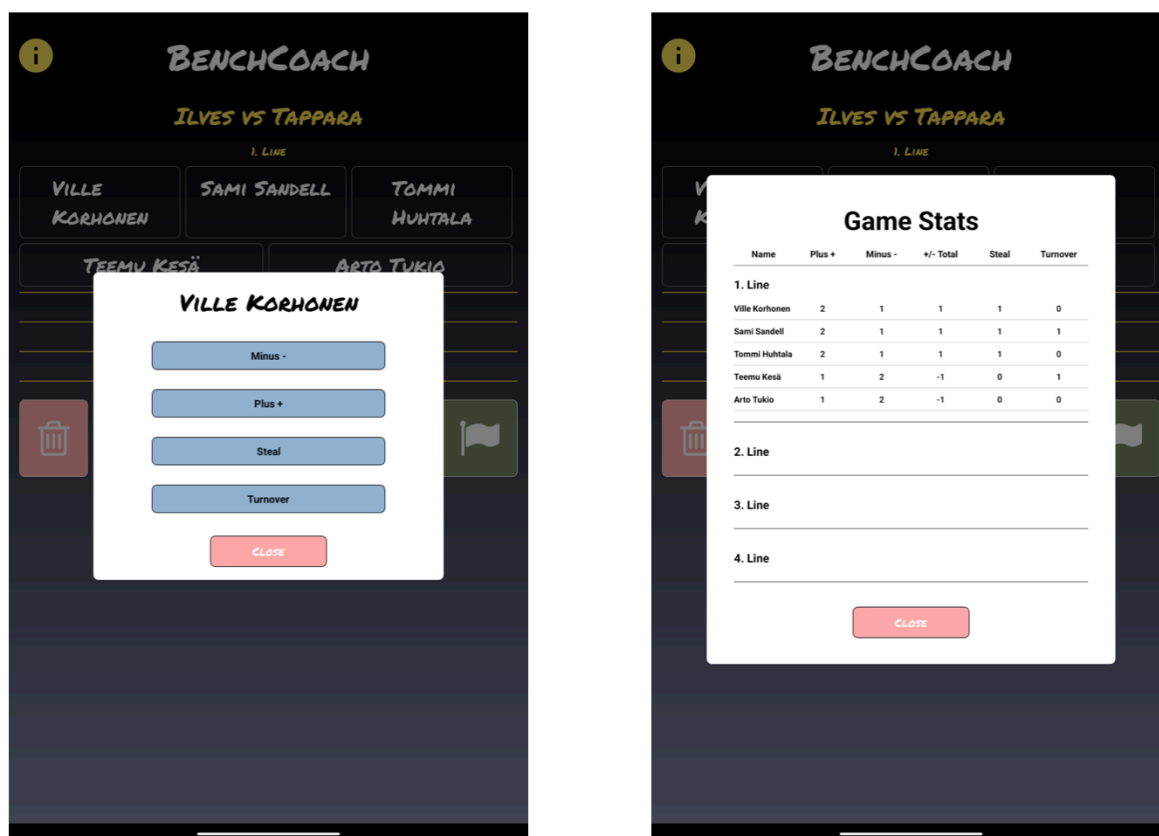 i
BenchCoach
Ilves vs Tappara
1. Line
Ville Korhonen
Sami Sandell
Tommi Huhtala
Teemu Kesä
Arto Tukio
Ville Korhonen
Minus -
Plus +
Steal
Turnover
Close
i
BenchCoach
Ilves vs Tappara
1. Line
V
K
Game Stats
Name Plus + Minus - +/- Total Steal Turnover
1. Line
Ville Korhonen 2 1 1 1 0
Sami Sandell 2 1 1 1 1
Tommi Huhtala 2 1 1 1 0
Teemu Kesä 1 2 -1 0 1
Arto Tukio 1 2 -1 0 0
2. Line
3. Line
4. Line
Close